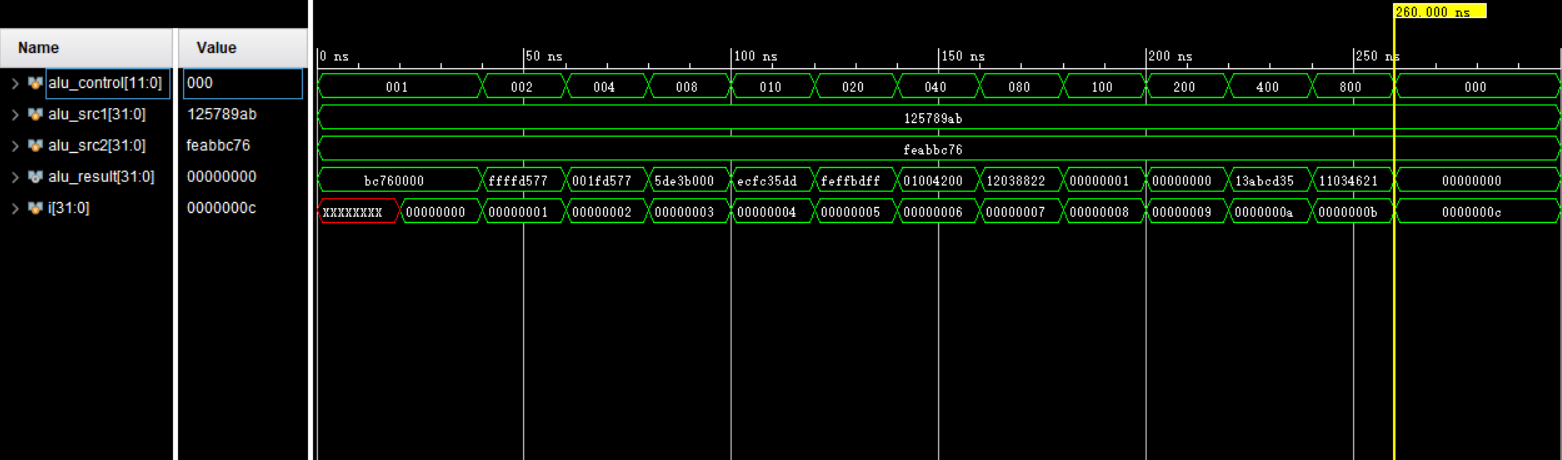 260.000 ns
Name Value
0 ns 50 ns 100 ns 150 ns 200 ns 250 ns
alu_control[11:0] 000 001 002 004 008 010 020 040 080 100 200 400 800 000
alu_src1[31:0] 125789ab 125789ab
alu_src2[31:0] feabbc76 feabbc76
alu_result[31:0] 00000000 bc760000 ffffd577 001fd577 5de3b000 ecfc35dd feffbdff 01004200 12038822 00000001 00000000 13abcd35 11034621 00000000
i[31:0] 0000000c XXXXXXXX 00000000 00000001 00000002 00000003 00000004 00000005 00000006 00000007 00000008 00000009 0000000a 0000000b 0000000c